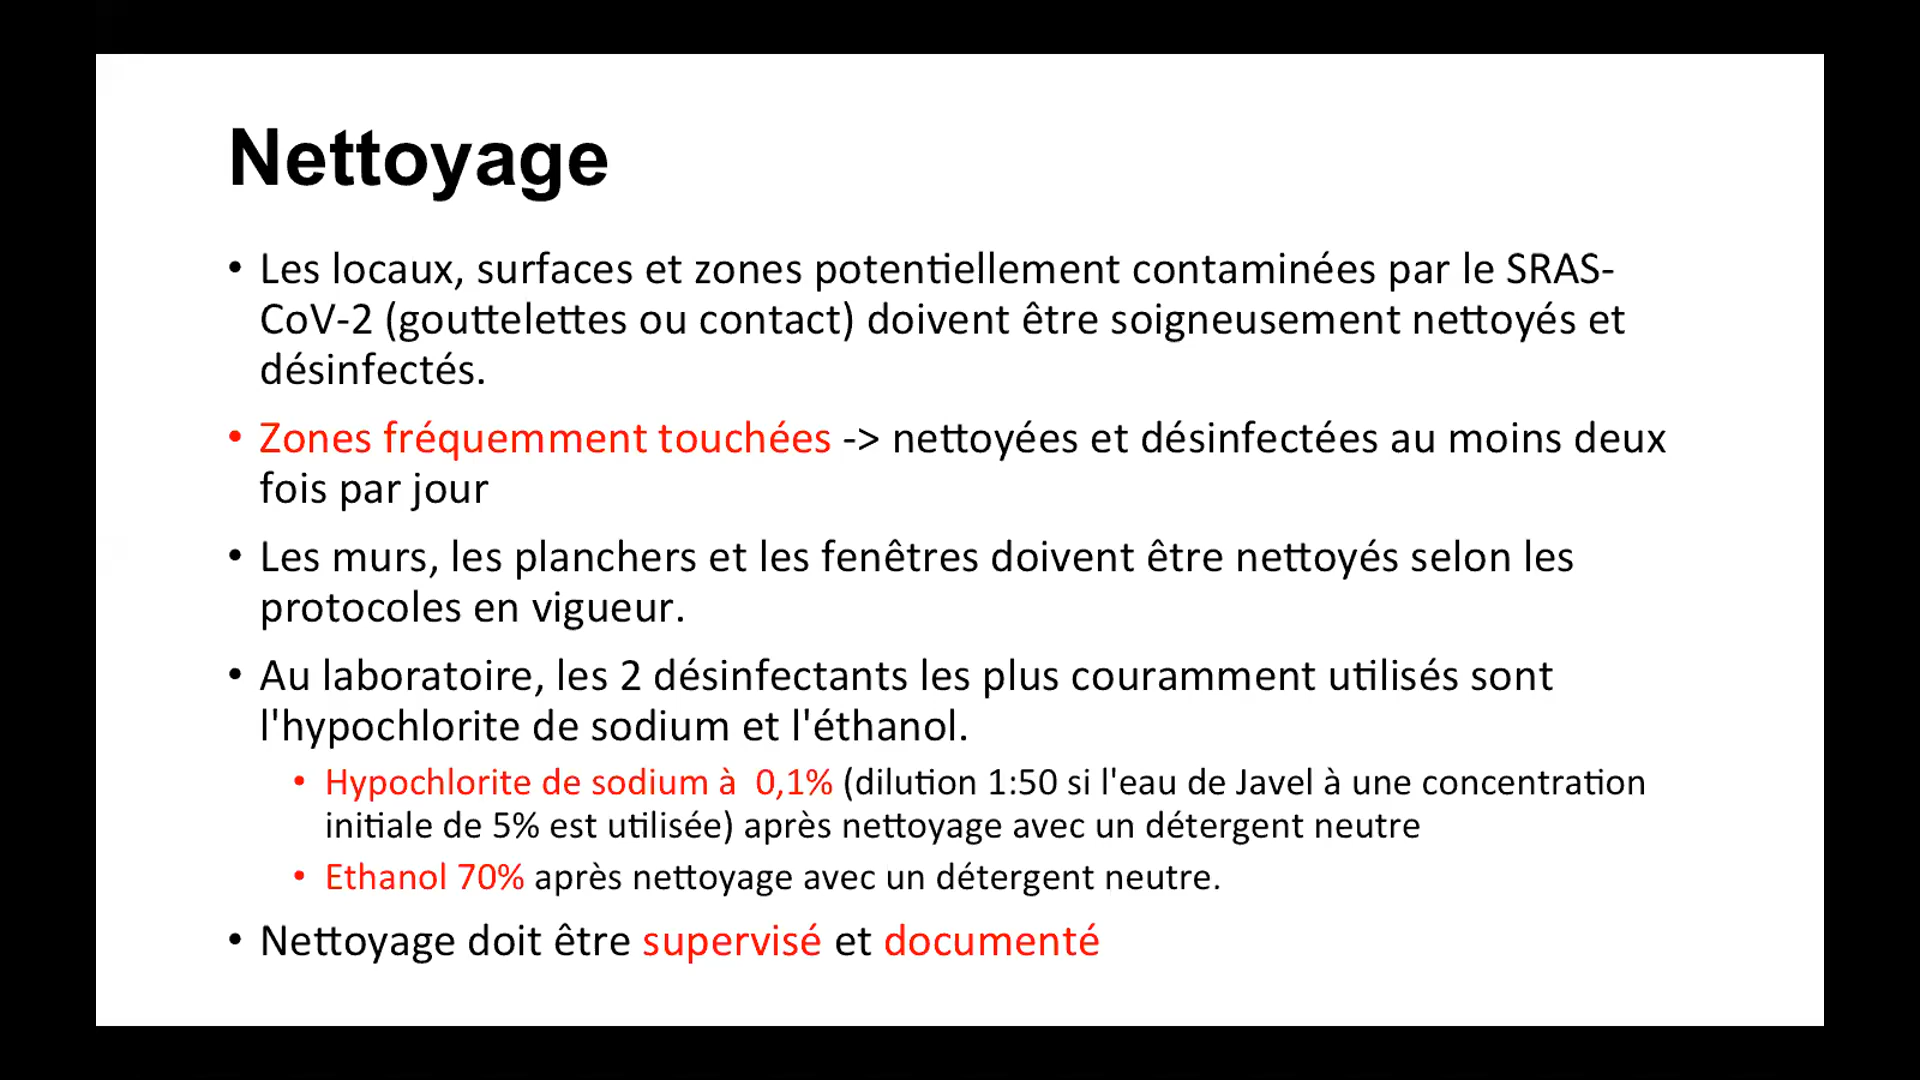 Nettoyage
• Les locaux, surfaces et zones potentiellement contaminées par le SRAS-
CoV-2 (gouttelettes ou contact) doivent être soigneusement nettoyés et
désinfectés.
• Zones fréquemment touchées -> nettoyées et désinfectées au moins deux
fois par jour
• Les murs, les planchers et les fenêtres doivent être nettoyés selon les
protocoles en vigueur.
• Au laboratoire, les 2 désinfectants les plus couramment utilisés sont
l'hypochlorite de sodium et l'éthanol.
• Hypochlorite de sodium à  0,1% (dilution 1:50 si l'eau de Javel à une concentration
initiale de 5% est utilisée) après nettoyage avec un détergent neutre
• Ethanol 70% après nettoyage avec un détergent neutre.
• Nettoyage doit être supervisé et documenté